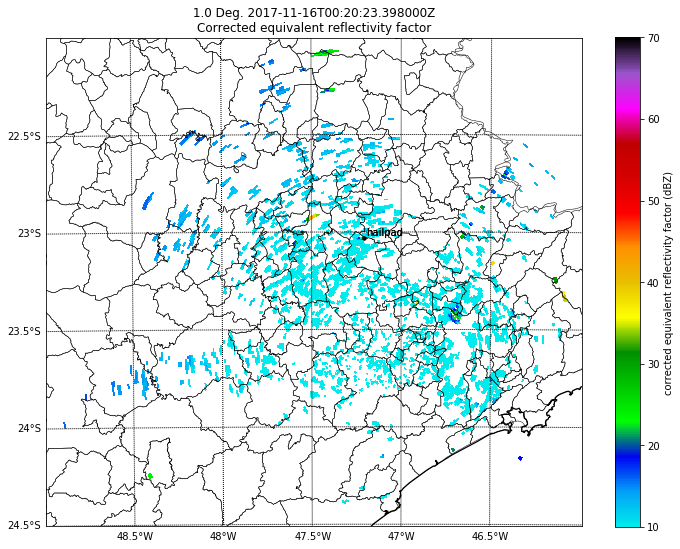 1.0 Deg. 2017-11-16T00:20:23.398000Z
Corrected equivalent reflectivity factor
22.5°S
23°S
23.5°S
24°S
24.5°S
48.5°W
48°W
47.5°W
47°W
46.5°W
hailpad
70
60
50
40
30
20
10
corrected equivalent reflectivity factor (dBZ)